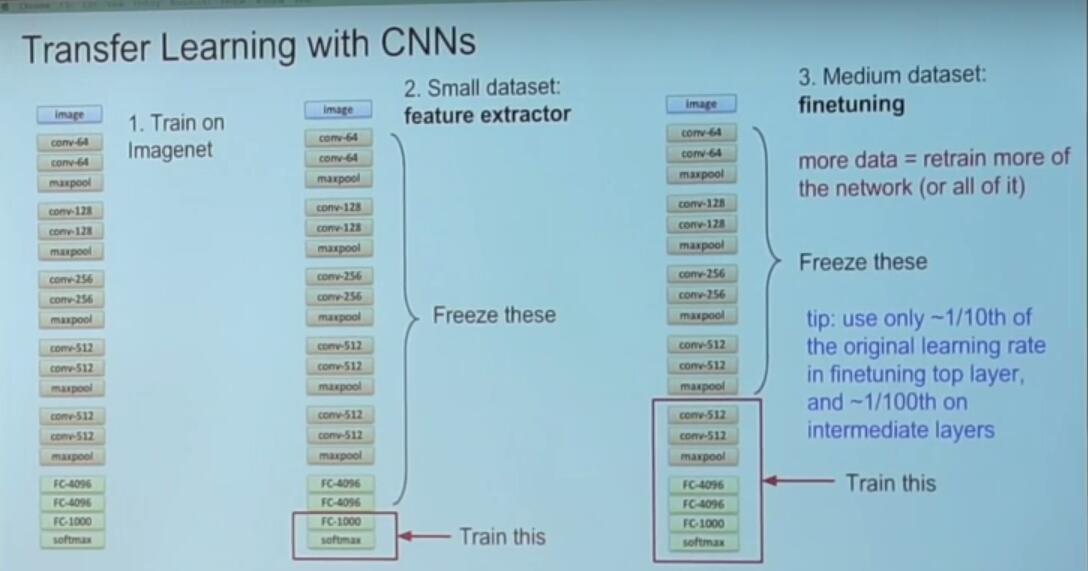 Transfer Learning with CNNs
image
conv-64
conv-64
maxpool
conv-128
conv-128
maxpool
conv-256
conv-256
maxpool
conv-512
conv-512
maxpool
conv-512
conv-512
maxpool
FC-4096
FC-4096
FC-1000
softmax
1. Train on
Imagenet
image
conv-64
conv-64
maxpool
conv-128
conv-128
maxpool
conv-256
conv-256
maxpool
conv-512
conv-512
maxpool
conv-512
conv-512
maxpool
FC-4096
FC-4096
FC-1000
softmax
2. Small dataset:
feature extractor
Freeze these
Train this
image
conv-64
conv-64
maxpool
conv-128
conv-128
maxpool
conv-256
conv-256
maxpool
conv-512
conv-512
maxpool
conv-512
conv-512
maxpool
FC-4096
FC-4096
FC-1000
softmax
3. Medium dataset:
finetuning
more data = retrain more of
the network (or all of it)
Freeze these
tip: use only ~1/10th of
the original learning rate
in finetuning top layer,
and ~1/100th on
intermediate layers
Train this